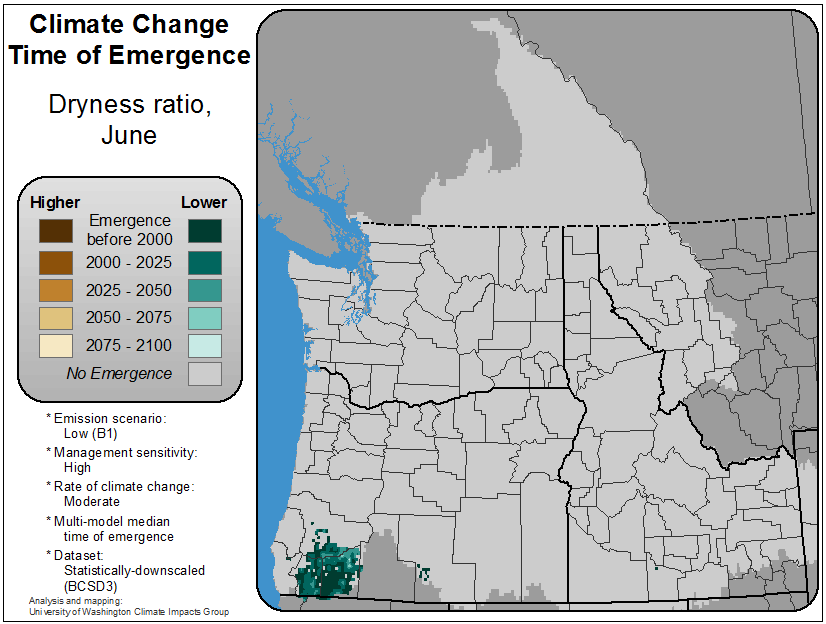 Climate Change
Time of Emergence
Dryness ratio,
June
Higher
Lower
Emergence
before 2000
2000 - 2025
2025 - 2050
2050 - 2075
2075 - 2100
No Emergence
* Emission scenario:
Low (B1)
* Management sensitivity:
High
* Rate of climate change:
Moderate
* Multi-model median
time of emergence
* Dataset:
Statistically-downscaled
(BCSD3)
Analysis and mapping:
University of Washington Climate Impacts Group